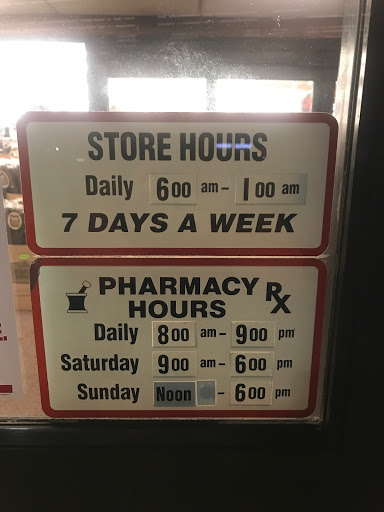 STORE HOURS
Daily 6 00 am - 1 00 am
7 DAYS A WEEK
PHARMACY Rx
HOURS
Daily 8 00 am - 9 00 pm
Saturday 9 00 am - 6 00 pm
Sunday Noon - 6 00 pm